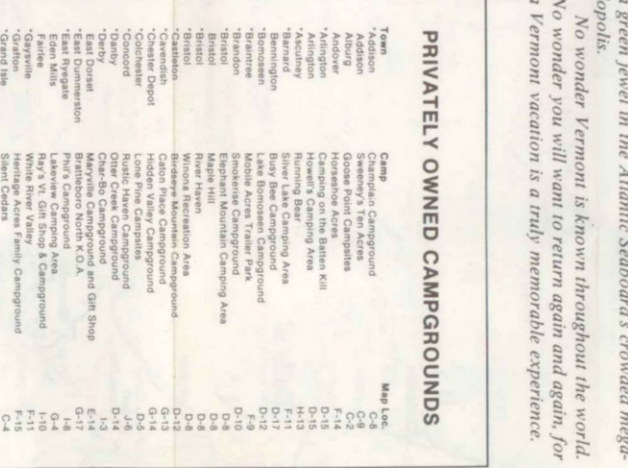 a green jewel in the Atlantic Seaboard's crowded mega-
opolis.
No wonder Vermont is known throughout the world.
No wonder you will want to return again and again, for
a Vermont vacation is a truly memorable experience.
PRIVATELY OWNED CAMPGROUNDS
Town Camp Map Loc.
*Addison Champlain Campground C-8
Addison Sweeney's Ten Acres C-9
Alburg Goose Point Campsites C-2
Andover Horseshoe Acres F-14
*Arlington Camping on the Batten Kill D-15
Arlington Howell's Camping Area D-15
*Ascutney Running Bear H-13
*Barnard Silver Lake Camping Area F-11
Bennington Busy Bee Campground D-17
*Bomoseen Lake Bomoseen Campground D-12
*Braintree Mobile Acres Trailer Park F-9
*Brandon Smokerise Campground D-10
*Bristol Elephant Mountain Camping Area D-8
Bristol Maple Hill D-8
*Bristol River Haven D-8
*Bristol Winona Recreation Area D-8
*Castleton Birdseye Mountain Campground D-12
*Cavendish Caton Place Campground G-13
*Chester Depot Hidden Valley Campground G-14
*Colchester Lone Pine Campsites D-5
*Concord Rustic Haven Campground J-6
*Danby Otter Creek Campground D-14
*Derby Char-Bo Campground I-3
East Dorset Maryville Campground and Gift Shop E-14
*East Dummerston Brattleboro North K.O.A. G-17
*East Ryegate Phil's Campground I-8
Eden Mills Lakeview Camping Area G-4
Fairlee Ray's Vt. Gift Shop & Campground I-10
*Gaysville White River Valley F-11
*Grafton Heritage Acres Family Campground F-15
*Grand Isle Silent Cedars C-4